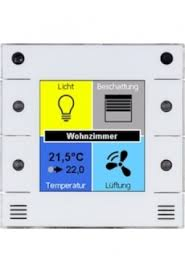 Licht
Beschattung
Wohnzimmer
21,5°C
22,0
Temperatur
Lüftung